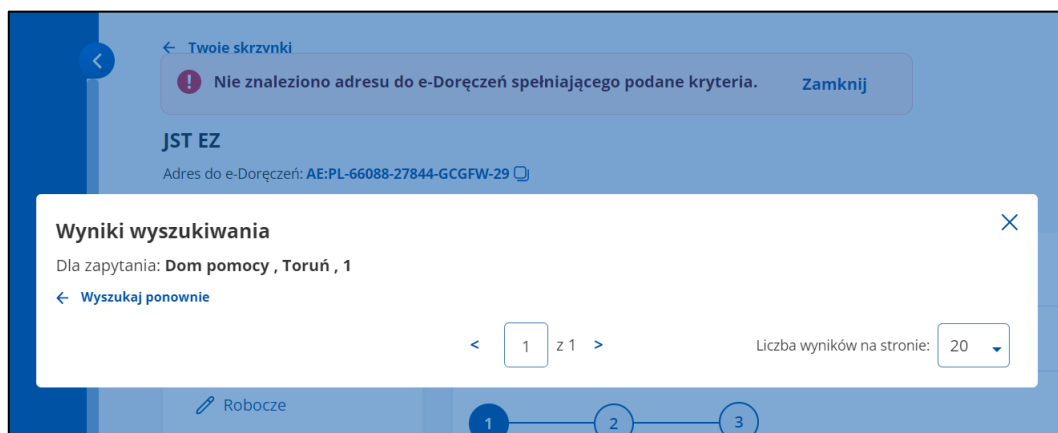 ← Twoje skrzynki
Nie znaleziono adresu do e-Doręczeń spełniającego podane kryteria. Zamknij
JST EZ
Adres do e-Doręczeń: AE:PL-66088-27844-GCGFW-29
Wyniki wyszukiwania
Dla zapytania: Dom pomocy , Toruń , 1
← Wyszukaj ponownie
< 1 z 1 > Liczba wyników na stronie: 20
Robocze
1 2 3